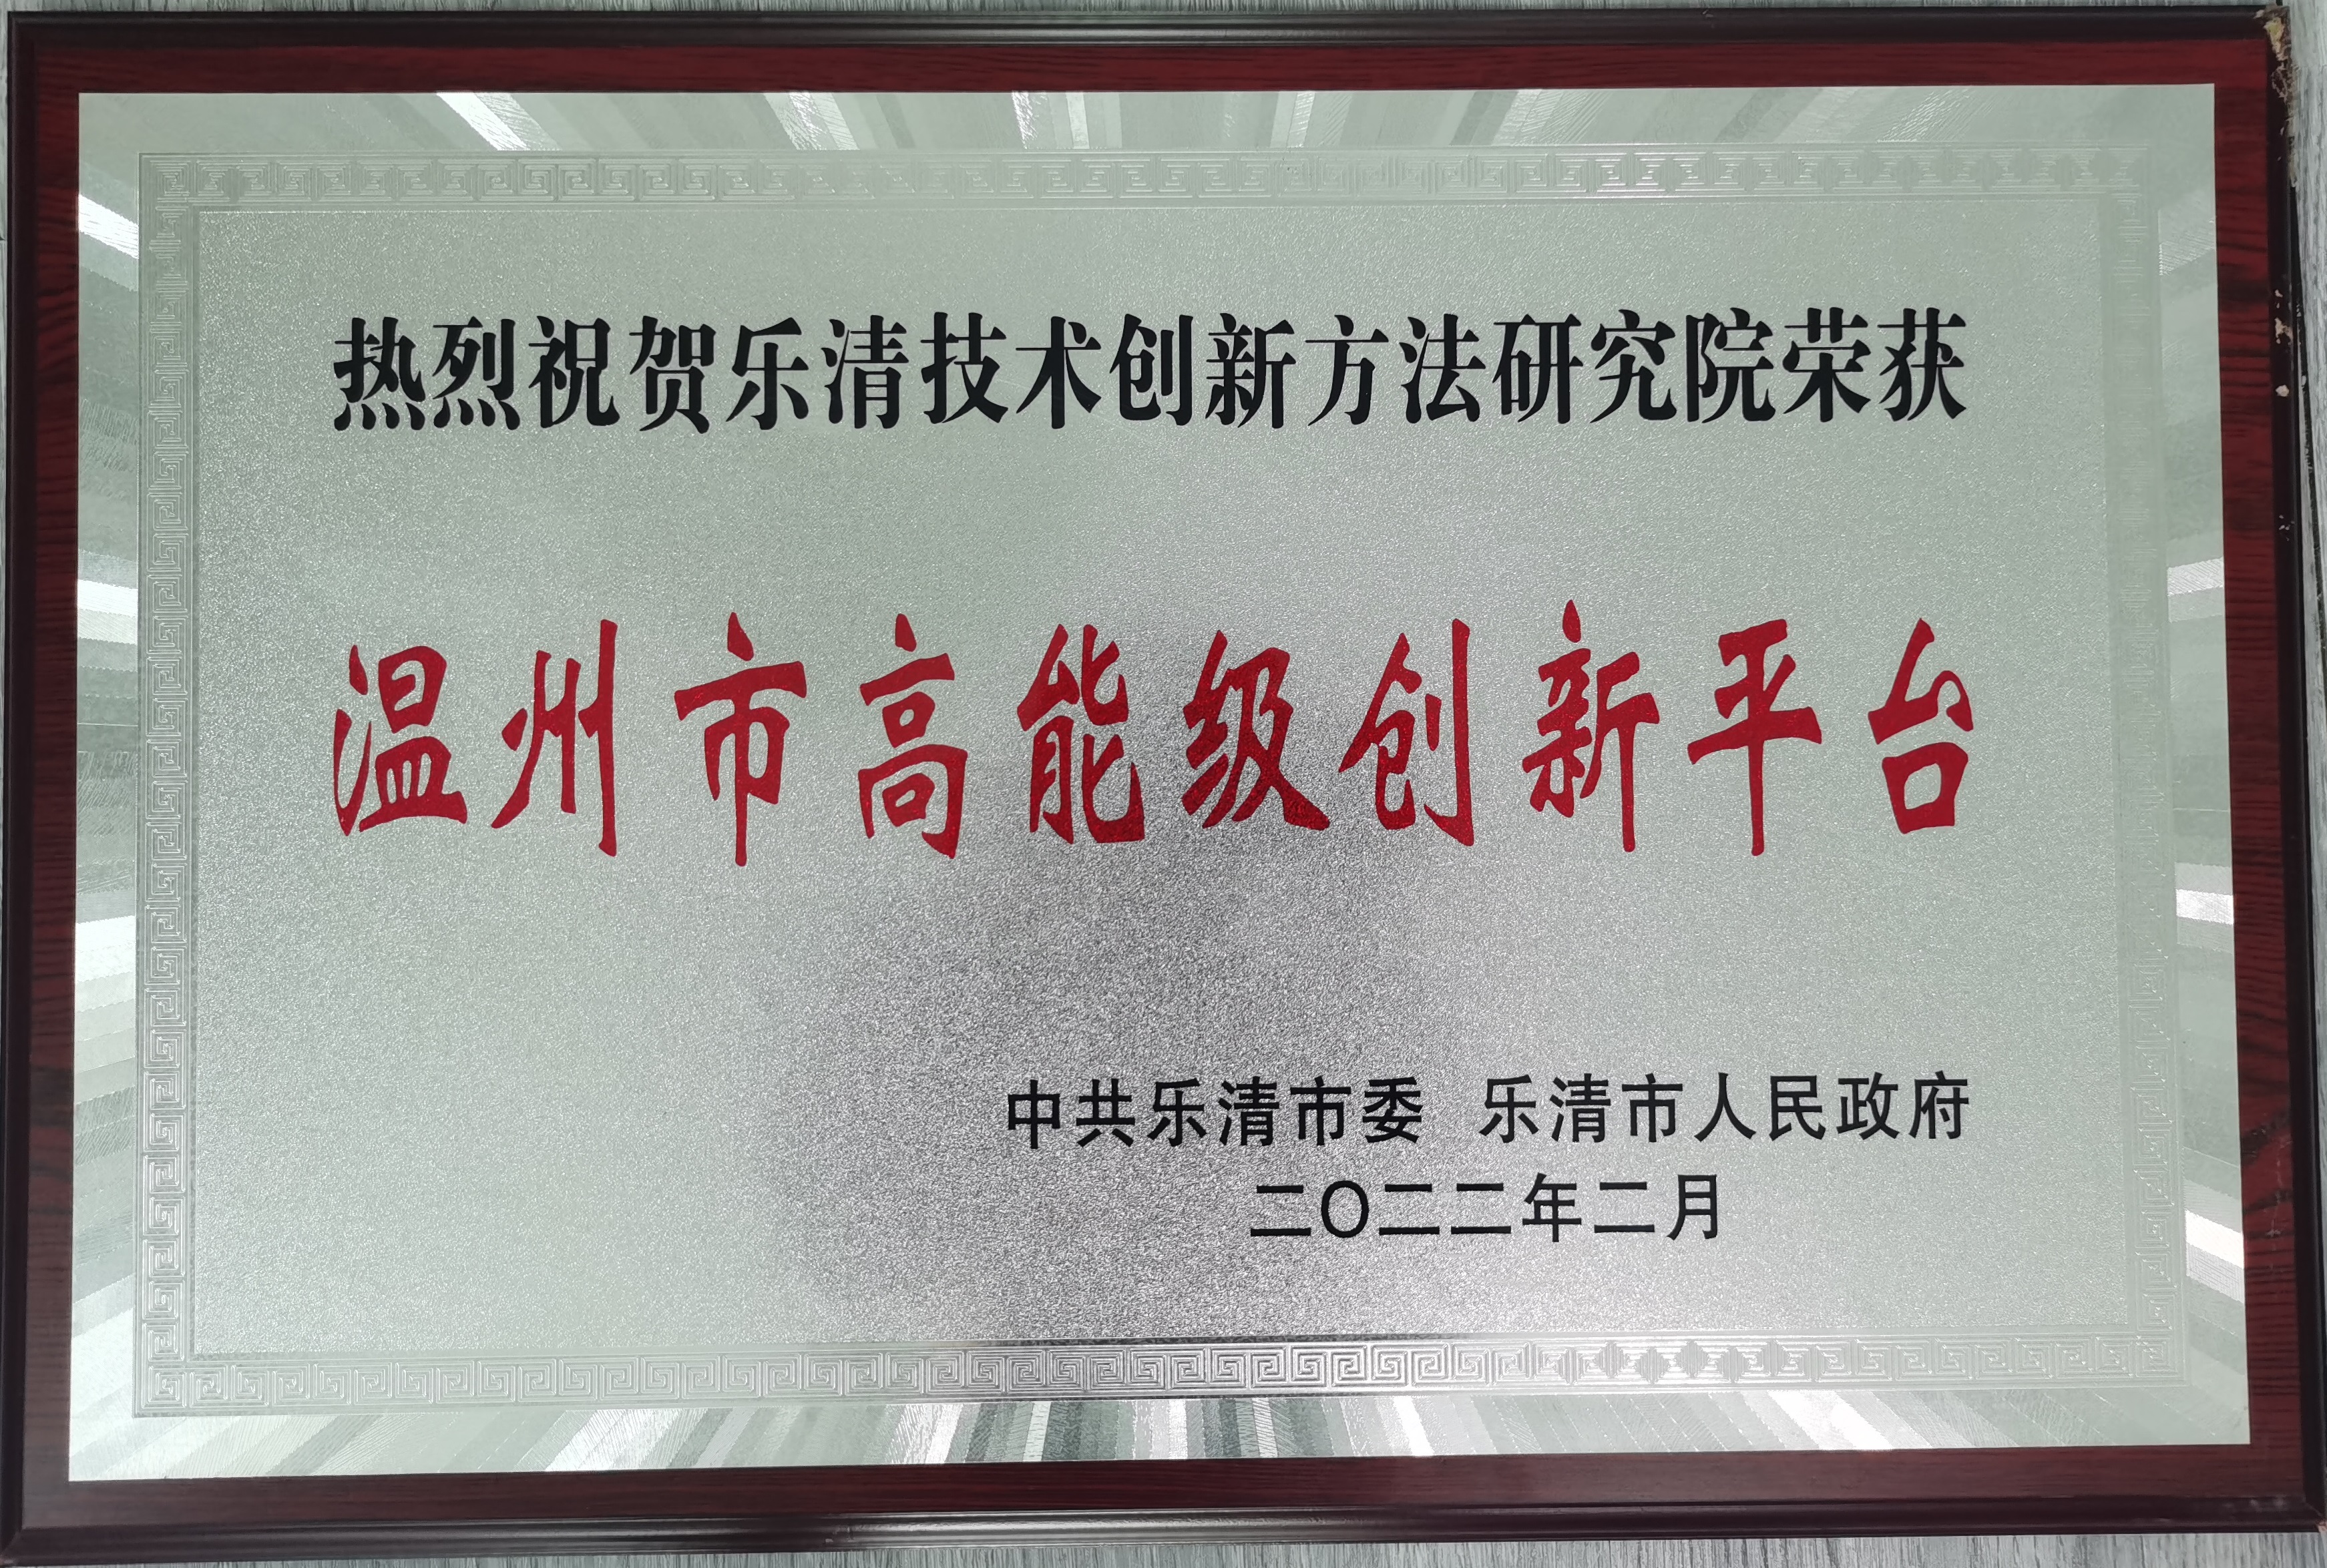 热烈祝贺乐清技术创新方法研究院荣获
温州市高能级创新平台
中共乐清市委 乐清市人民政府
二〇二二年二月